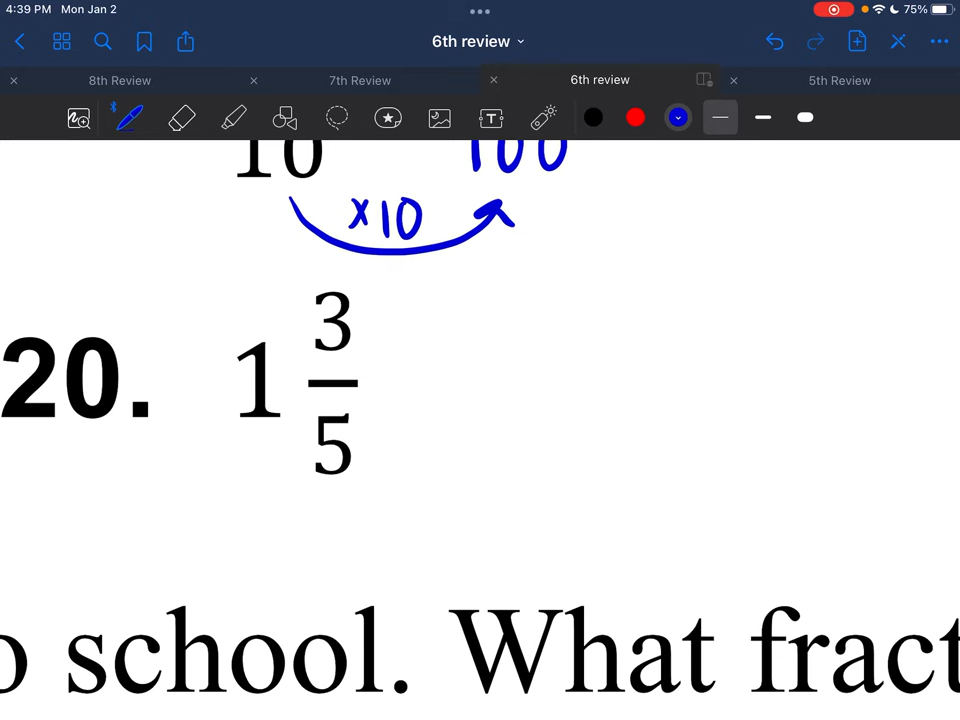 4:39 PM Mon Jan 2 75%
6th review
8th Review 7th Review 6th review 5th Review
T
10 100
×10
20. 1 3/5
o school. What fract